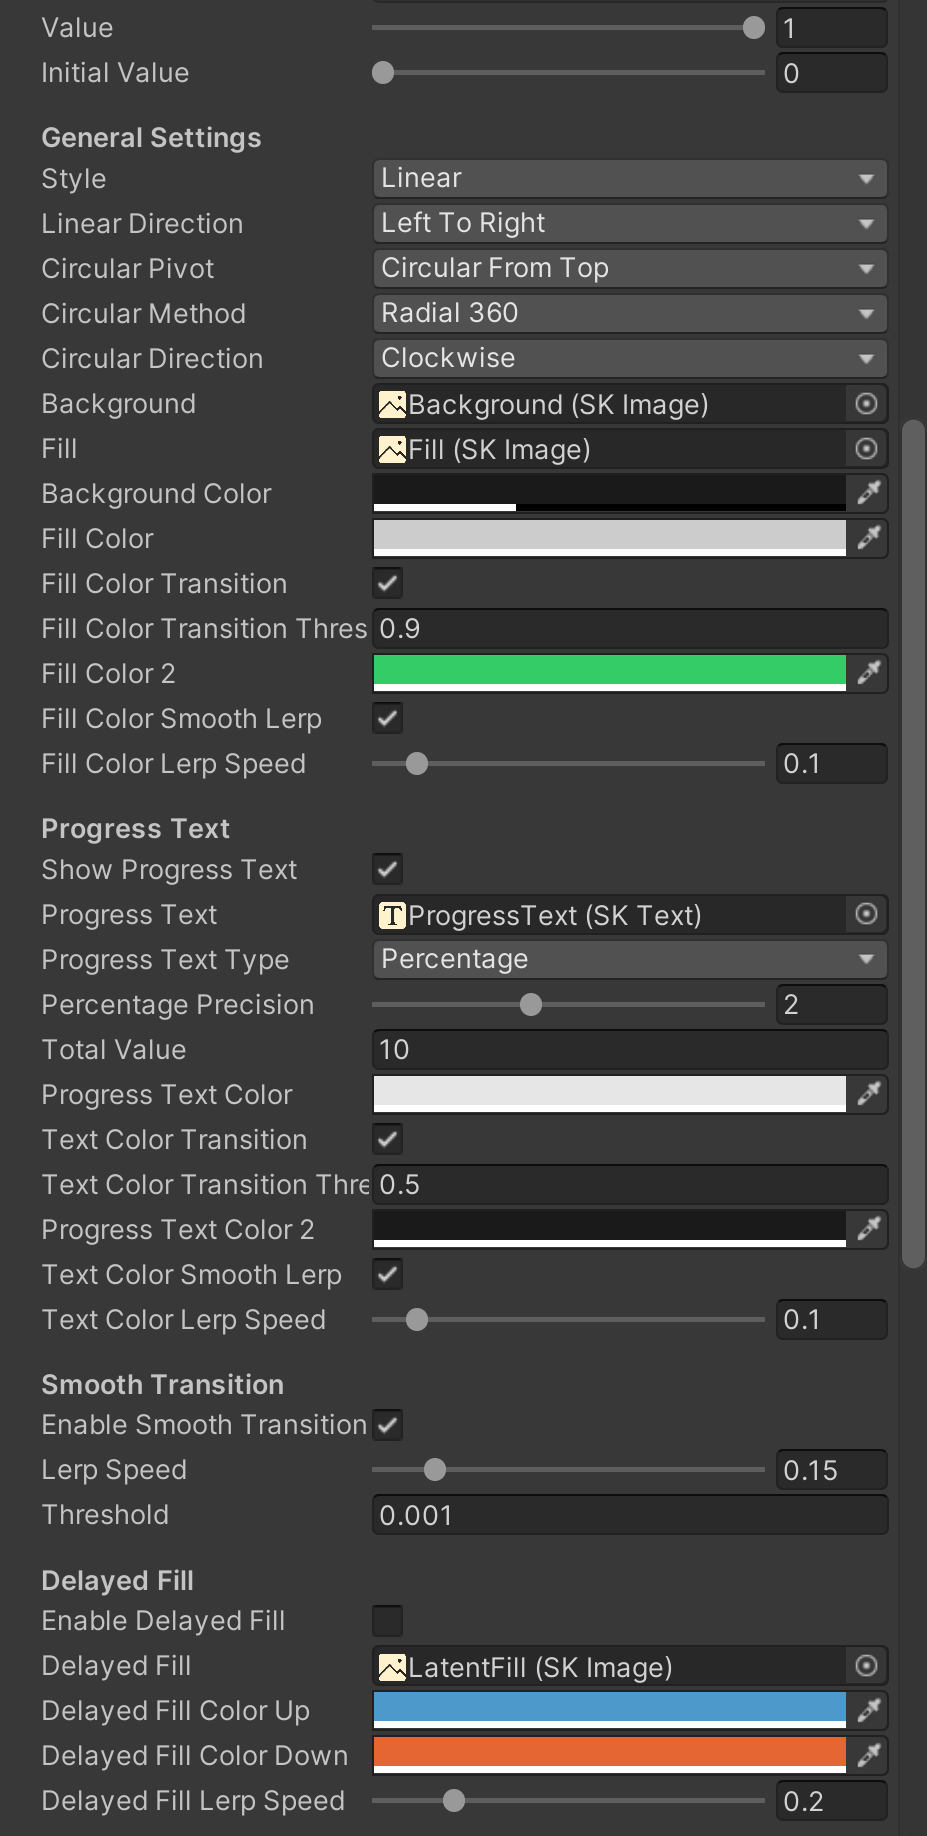 Value 1
Initial Value 0
General Settings
Style Linear
Linear Direction Left To Right
Circular Pivot Circular From Top
Circular Method Radial 360
Circular Direction Clockwise
Background Background (SK Image)
Fill Fill (SK Image)
Background Color
Fill Color
Fill Color Transition
Fill Color Transition Thres 0.9
Fill Color 2
Fill Color Smooth Lerp
Fill Color Lerp Speed 0.1
Progress Text
Show Progress Text
Progress Text T ProgressText (SK Text)
Progress Text Type Percentage
Percentage Precision 2
Total Value 10
Progress Text Color
Text Color Transition
Text Color Transition Thre 0.5
Progress Text Color 2
Text Color Smooth Lerp
Text Color Lerp Speed 0.1
Smooth Transition
Enable Smooth Transition
Lerp Speed 0.15
Threshold 0.001
Delayed Fill
Enable Delayed Fill
Delayed Fill LatentFill (SK Image)
Delayed Fill Color Up
Delayed Fill Color Down
Delayed Fill Lerp Speed 0.2